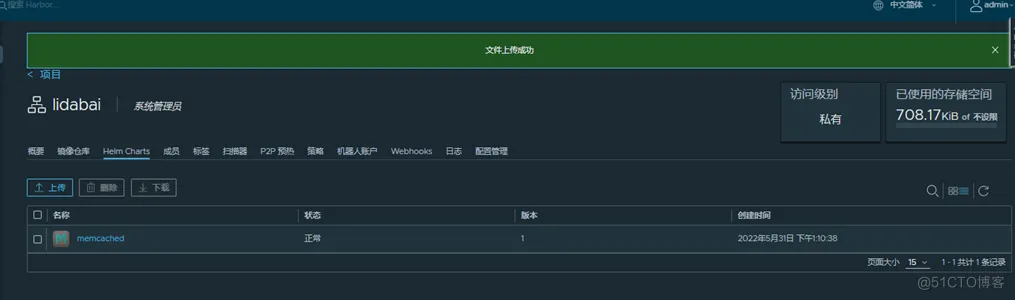 搜索 Harbor...
中文简体
admin
文件上传成功
< 项目
lidabai
系统管理员
访问级别
私有
已使用的存储空间
708.17KiB of 不设限
概要 镜像仓库 Helm Charts 成员 标签 扫描器 P2P 预热 策略 机器人账户 Webhooks 日志 配置管理
上传 删除 下载
名称 状态 版本 创建时间
memcached 正常 1 2022年5月31日 下午1:10:38
页面大小 15 1 - 1 共计 1 条记录
@51CTO博客